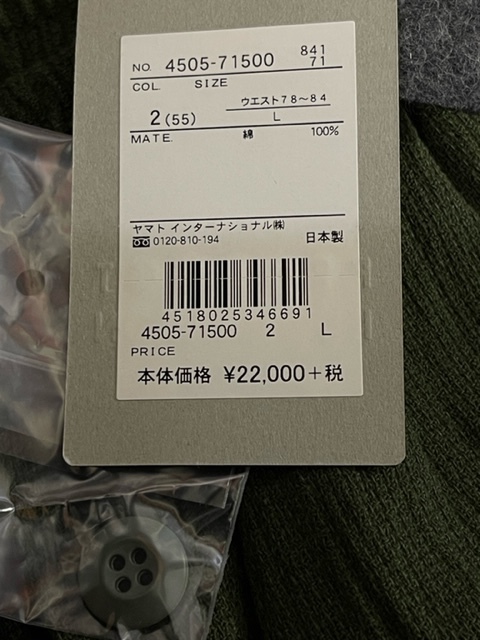 NO. 4505-71500 841
71
COL. SIZE
ウエスト78〜84
2(55) L
MATE. 綿 100%
ヤマト インターナショナル㈱
0120-810-194 日本製
4518025346691
4505-71500 2 L
PRICE
本体価格 ¥22,000+税